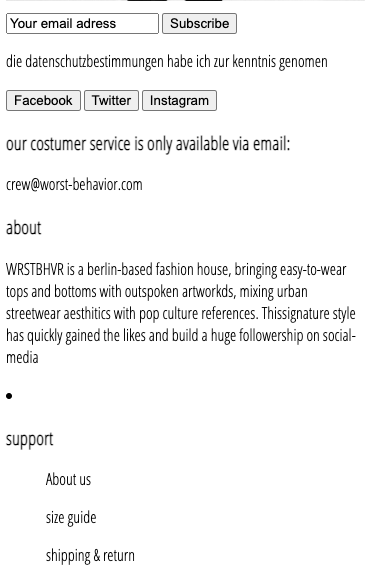 Your email adress Subscribe
die datenschutzbestimmungen habe ich zur kenntnis genomen
Facebook Twitter Instagram
our costumer service is only available via email:
crew@worst-behavior.com
about
WRSTBHVR is a berlin-based fashion house, bringing easy-to-wear
tops and bottoms with outspoken artworkds, mixing urban
streetwear aesthitics with pop culture references. Thissignature style
has quickly gained the likes and build a huge followership on social-
media
•
support
About us
size guide
shipping & return